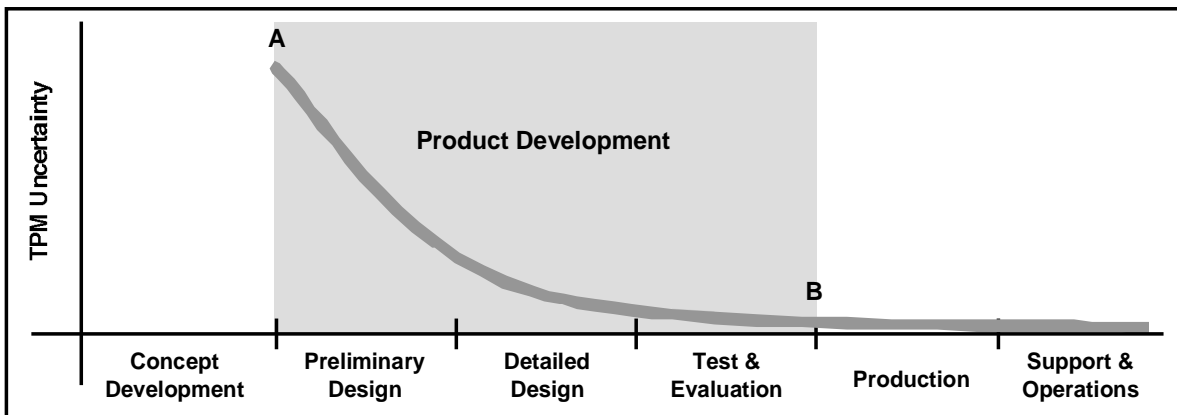 TPM Uncertainty
A
Product Development
B
Concept
Development
Preliminary
Design
Detailed
Design
Test &
Evaluation
Production
Support &
Operations